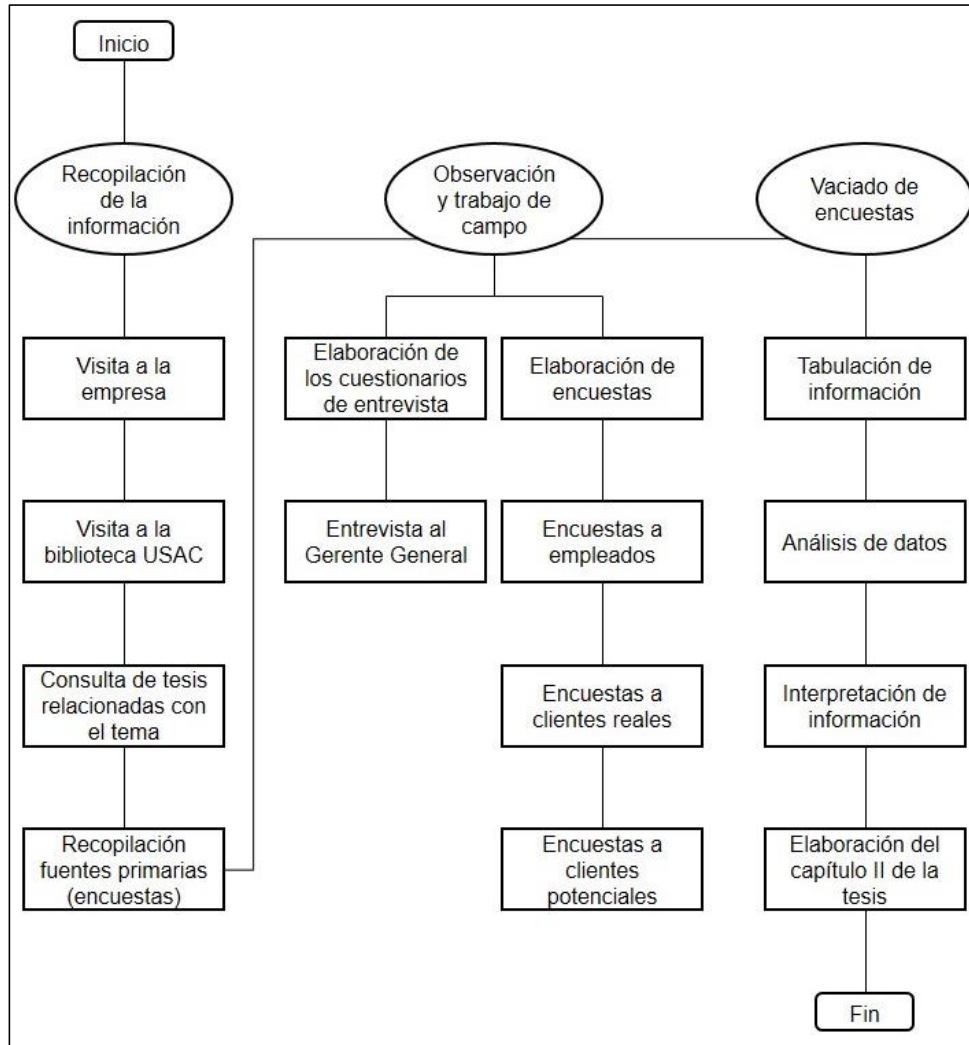 Inicio
Recopilación
de la
información
Visita a la
empresa
Visita a la
biblioteca USAC
Consulta de tesis
relacionadas con
el tema
Recopilación
fuentes primarias
(encuestas)
Observación
y trabajo de
campo
Elaboración de
los cuestionarios
de entrevista
Entrevista al
Gerente General
Elaboración de
encuestas
Encuestas a
empleados
Encuestas a
clientes reales
Encuestas a
clientes
potenciales
Vaciado de
encuestas
Tabulación de
información
Análisis de datos
Interpretación de
información
Elaboración del
capítulo II de la
tesis
Fin